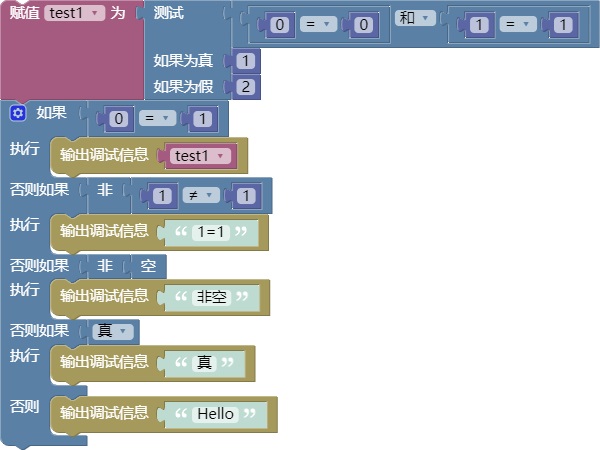 赋值 test1 为 测试 0 = 0 和 1 = 1
如果为真 1
如果为假 2
如果 0 = 1
执行 输出调试信息 test1
否则如果 非 1 ≠ 1
执行 输出调试信息 “ 1=1 ”
否则如果 非 空
执行 输出调试信息 “ 非空 ”
否则如果 真
执行 输出调试信息 “ 真 ”
否则 输出调试信息 “ Hello ”